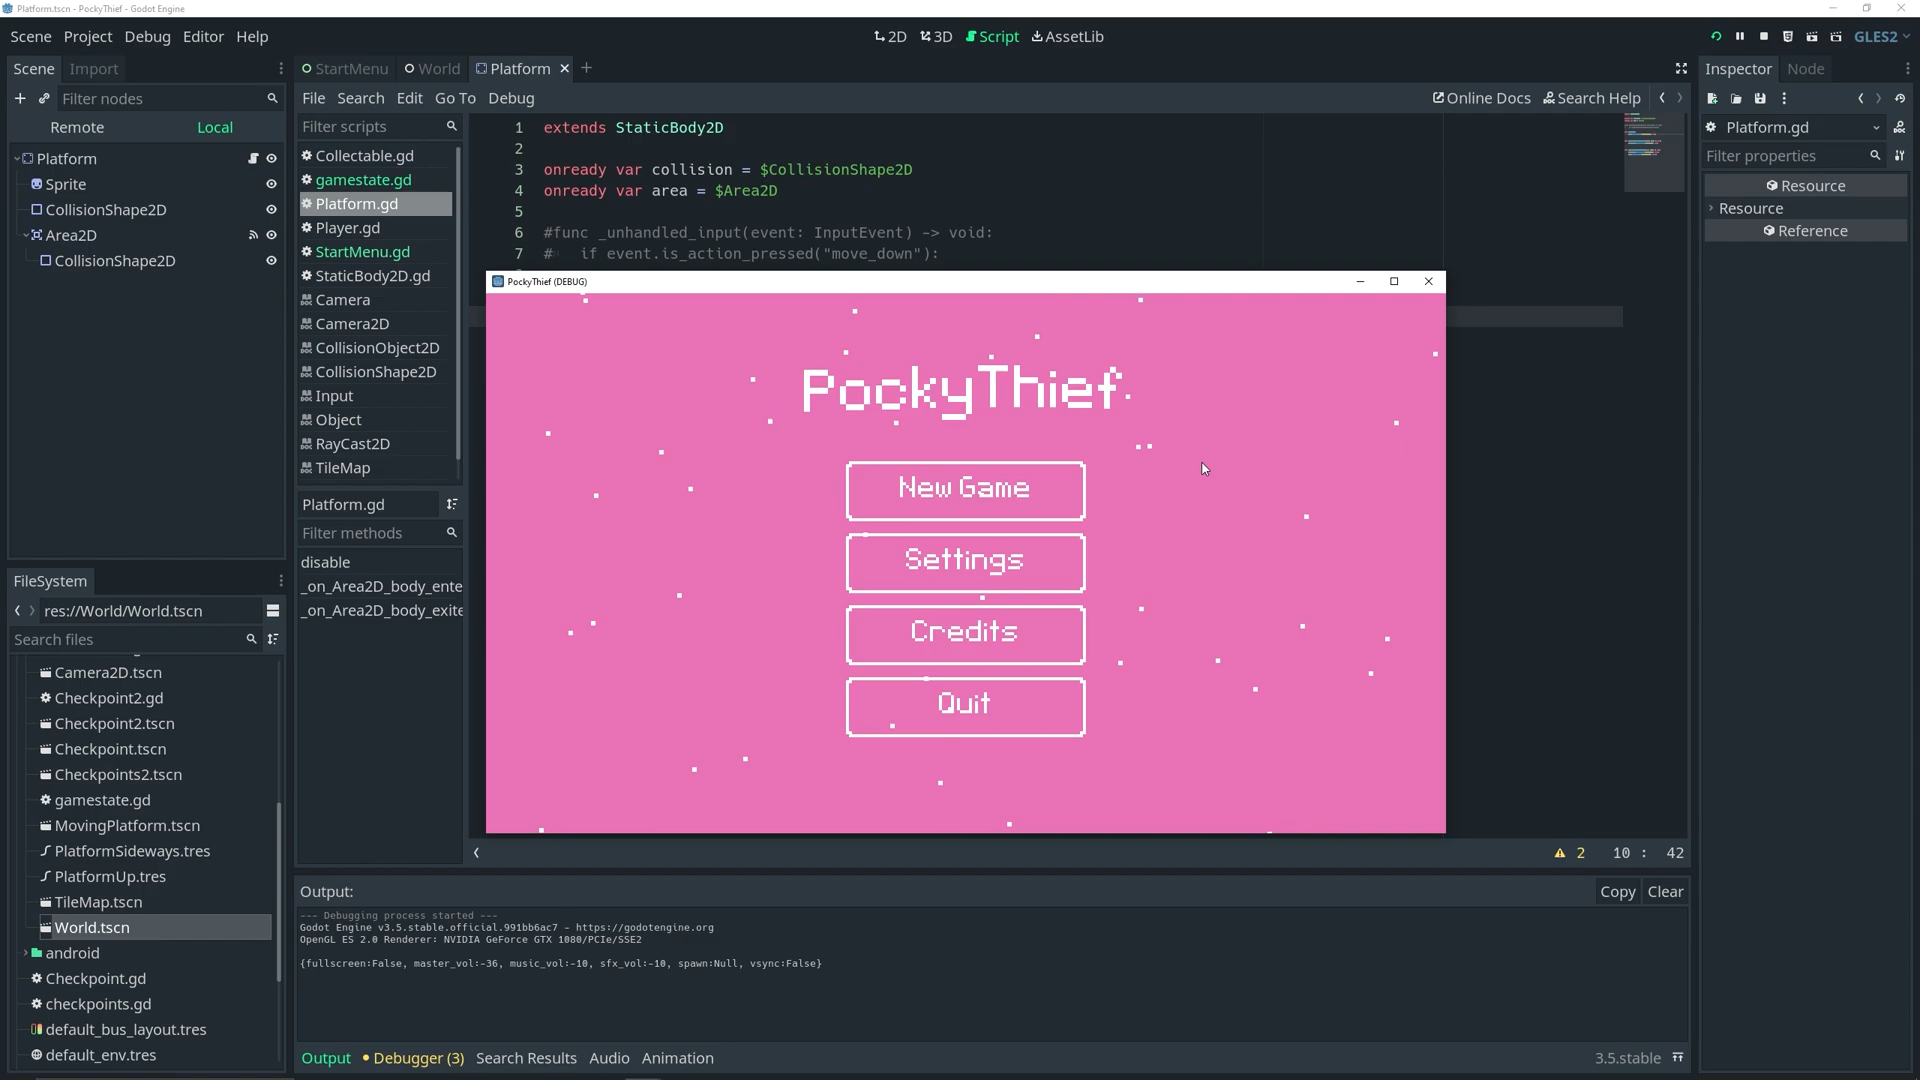 Platform.tscn - PockyThief - Godot Engine
Scene Project Debug Editor Help
2D 3D Script AssetLib
GLES2
Scene Import
StartMenu World Platform
Inspector Node
Filter nodes
File Search Edit Go To Debug
Online Docs Search Help
Remote Local
Filter scripts
Platform.gd
Filter properties
Resource
Resource
Reference
Platform
Sprite
CollisionShape2D
Area2D
CollisionShape2D
Collectable.gd
gamestate.gd
Platform.gd
Player.gd
StartMenu.gd
StaticBody2D.gd
Camera
Camera2D
CollisionObject2D
CollisionShape2D
Input
Object
RayCast2D
TileMap
Platform.gd
Filter methods
disable
_on_Area2D_body_ente
_on_Area2D_body_exite
1 extends StaticBody2D
2
3 onready var collision = $CollisionShape2D
4 onready var area = $Area2D
5
6 #func _unhandled_input(event: InputEvent) -> void:
7 # if event.is_action_pressed("move_down"):
PockyThief (DEBUG)
PockyThief
New Game
Settings
Credits
Quit
2 10 : 42
FileSystem
res://World/World.tscn
Search files
Camera2D.tscn
Checkpoint2.gd
Checkpoint2.tscn
Checkpoint.tscn
Checkpoints2.tscn
gamestate.gd
MovingPlatform.tscn
PlatformSideways.tres
PlatformUp.tres
TileMap.tscn
World.tscn
android
Checkpoint.gd
checkpoints.gd
default_bus_layout.tres
default_env.tres
Output:
Copy Clear
--- Debugging process started ---
Godot Engine v3.5.stable.official.991bb6ac7 - https://godotengine.org
OpenGL ES 2.0 Renderer: NVIDIA GeForce GTX 1080/PCIe/SSE2
{fullscreen:False, master_vol:-36, music_vol:-10, sfx_vol:-10, spawn:Null, vsync:False}
Output Debugger (3) Search Results Audio Animation
3.5.stable